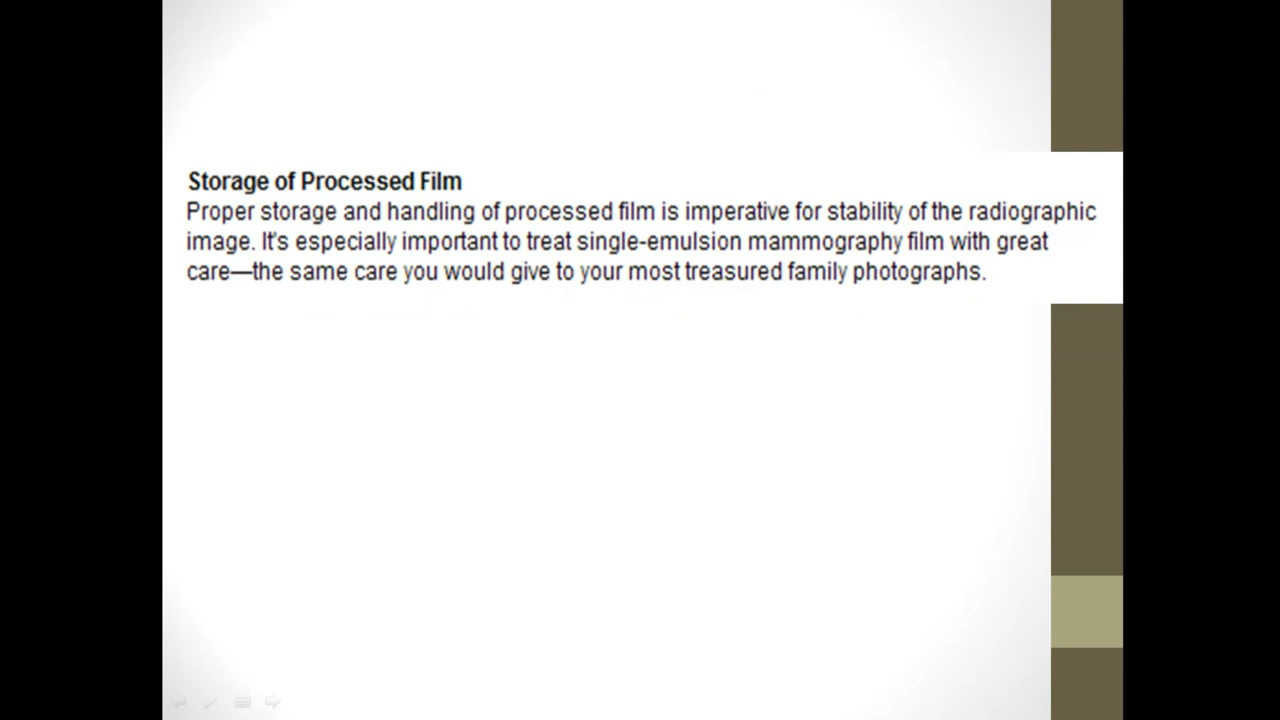 Storage of Processed Film
Proper storage and handling of processed film is imperative for stability of the radiographic
image. It's especially important to treat single-emulsion mammography film with great
care—the same care you would give to your most treasured family photographs.